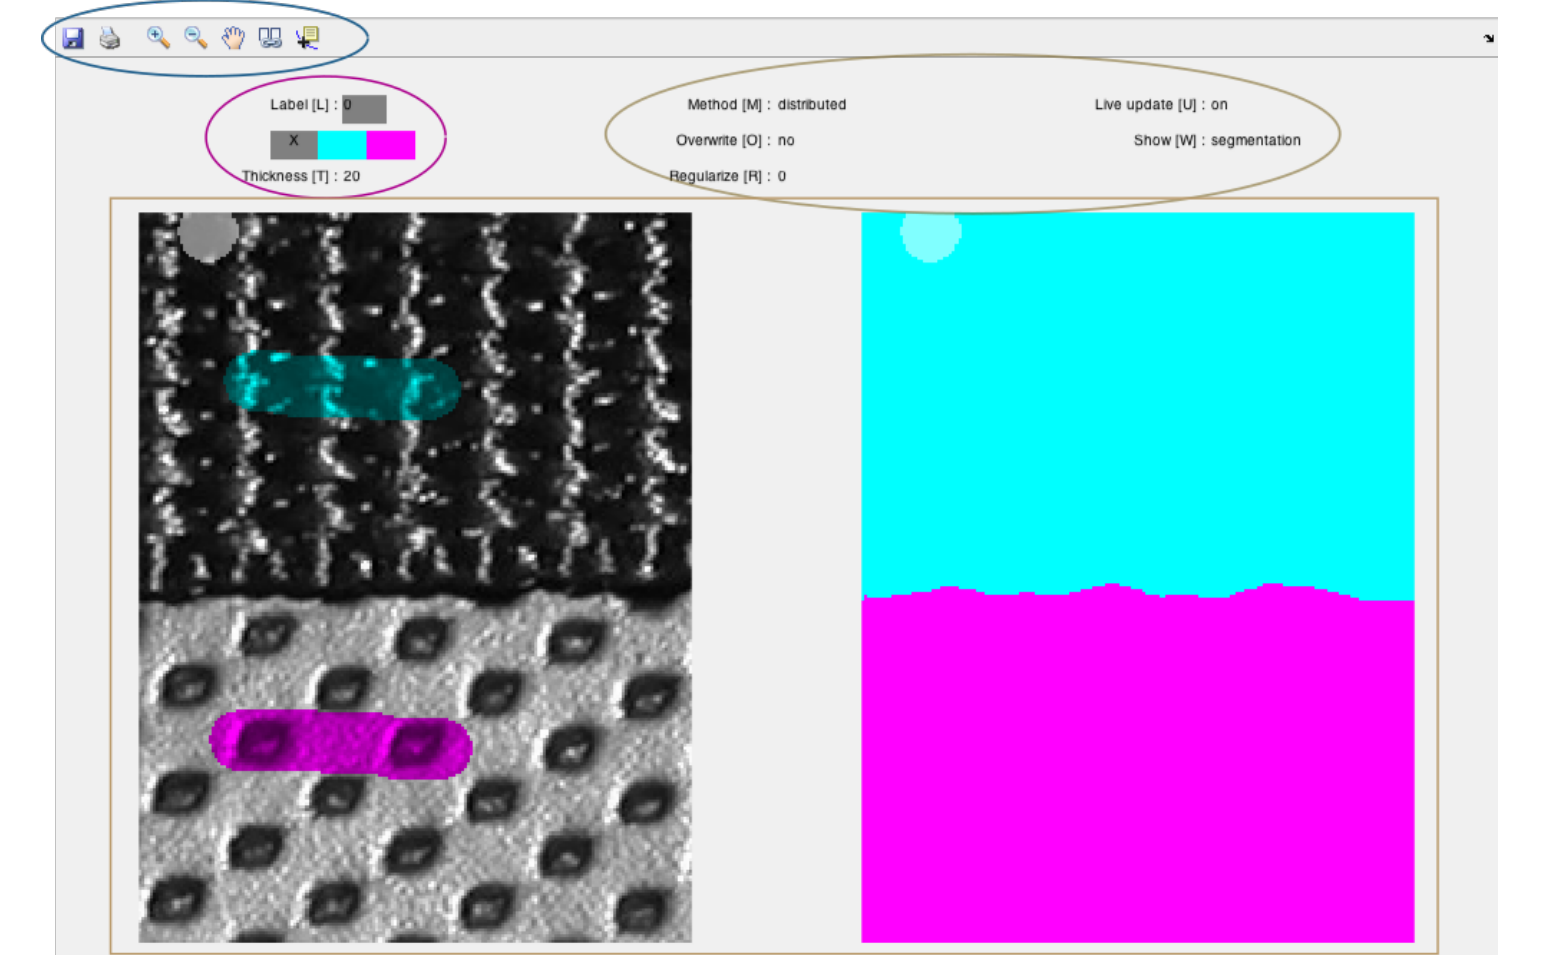 Label [L] : 0
X
Thickness [T] : 20
Method [M] : distributed
Overwrite [O] : no
Regularize [R] : 0
Live update [U] : on
Show [W] : segmentation